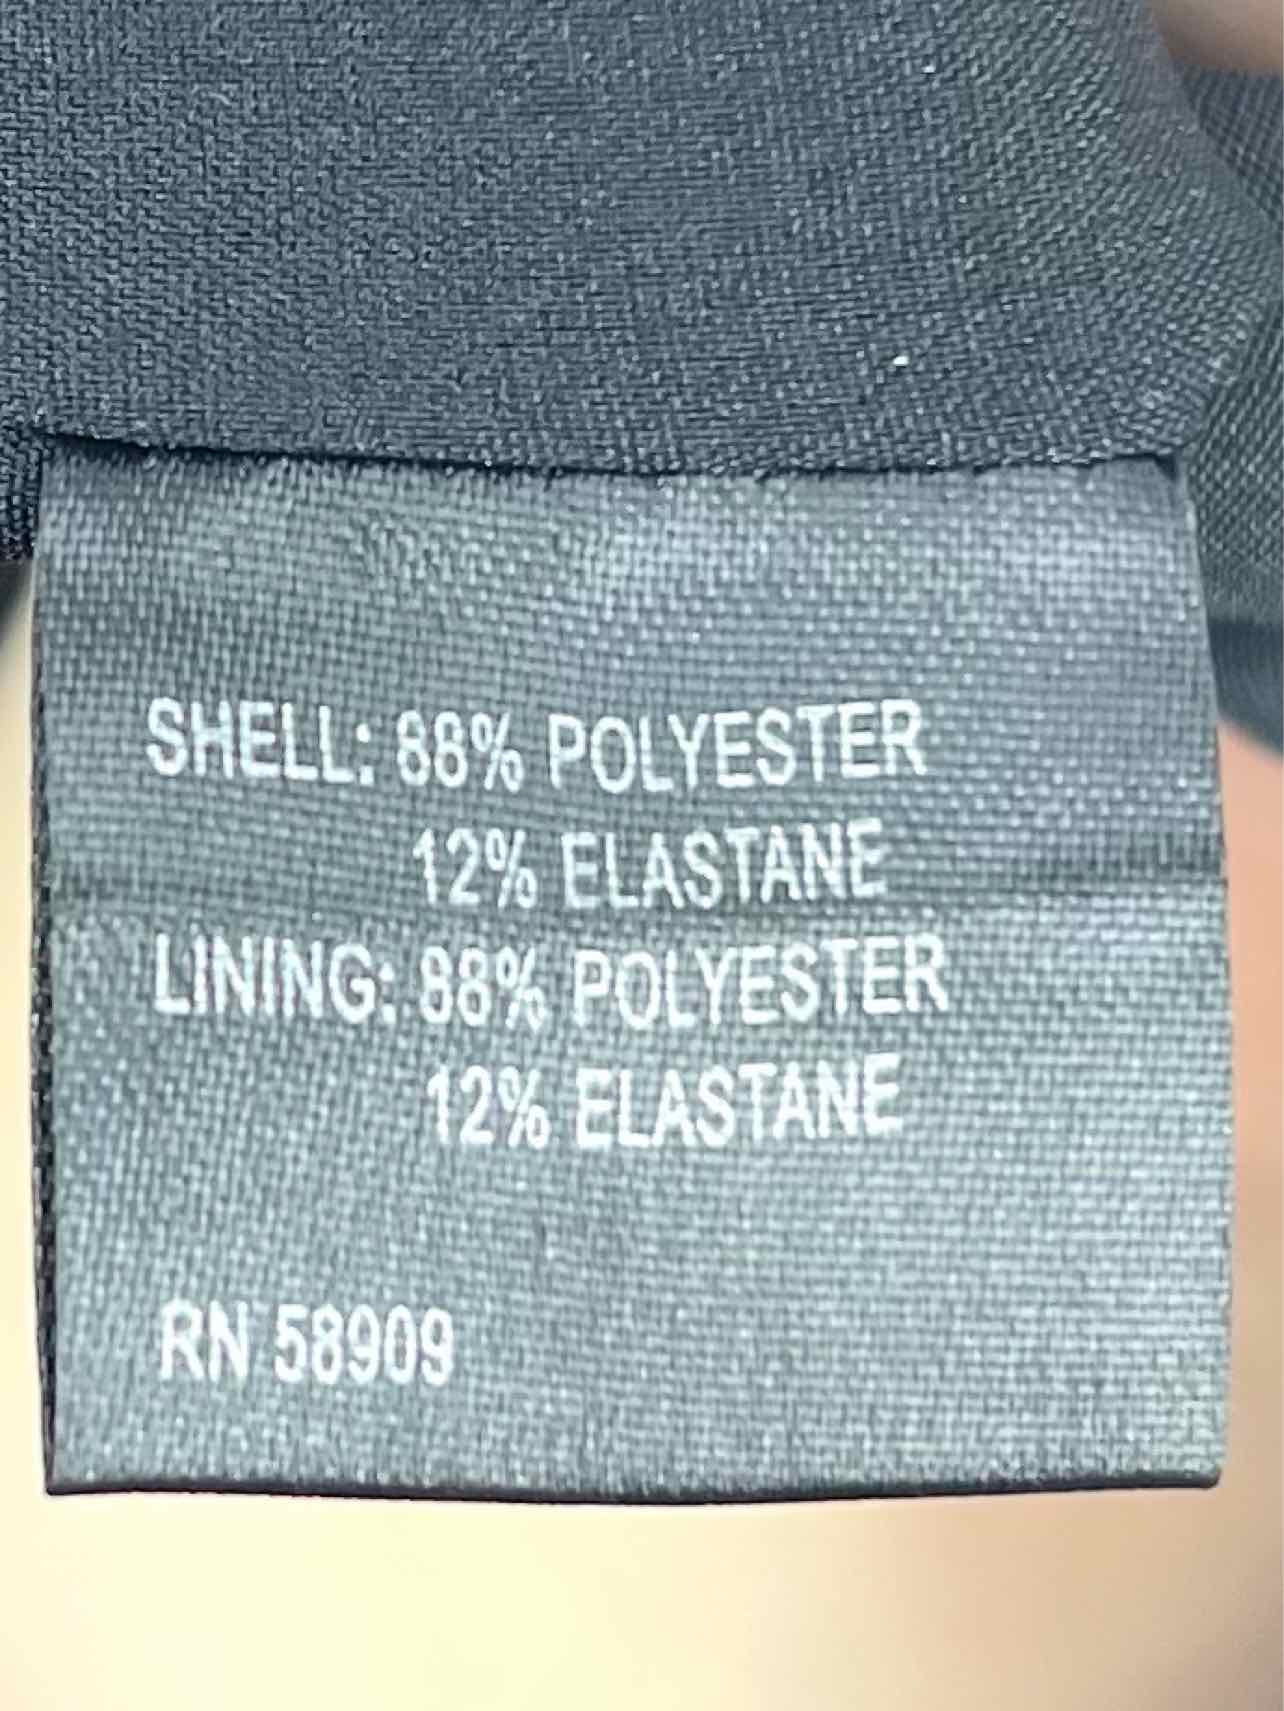 SHELL: 88% POLYESTER
12% ELASTANE
LINING: 88% POLYESTER
12% ELASTANE
RN 58909